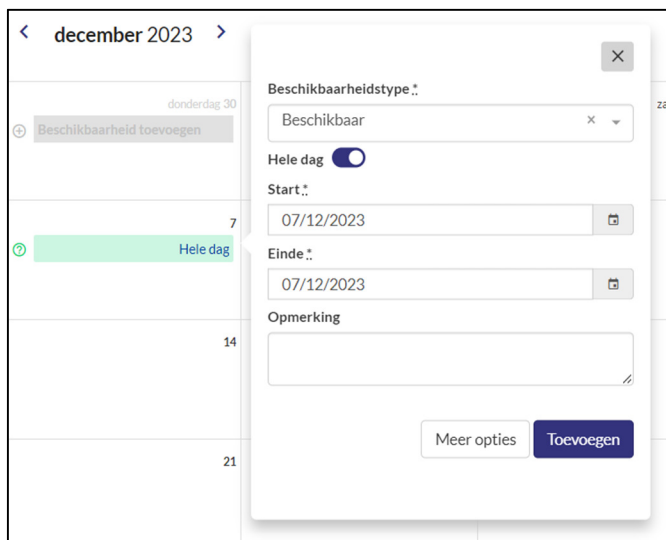 december 2023
donderdag 30
za
Beschikbaarheid toevoegen
7
Hele dag
14
21
Beschikbaarheidstype *
Beschikbaar
Hele dag
Start *
07/12/2023
Einde *
07/12/2023
Opmerking
Meer opties
Toevoegen